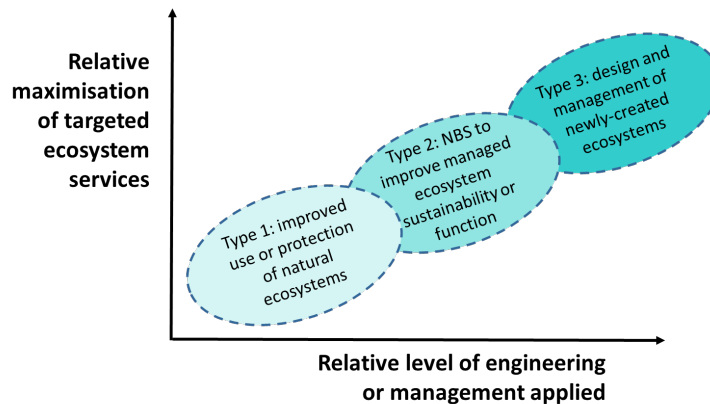 Relative
maximisation
of targeted
ecosystem
services
Type 1: improved
use or protection
of natural
ecosystems
Type 2: NBS to
improve managed
ecosystem
sustainability or
function
Type 3: design and
management of
newly-created
ecosystems
Relative level of engineering
or management applied